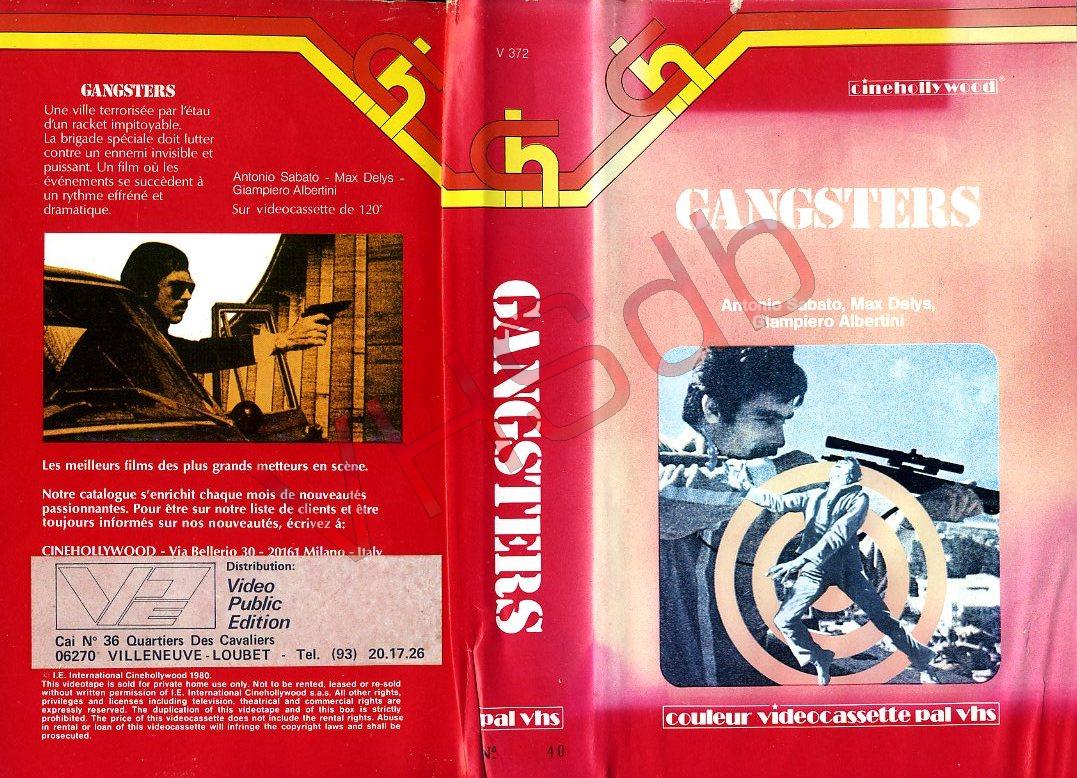 GANGSTERS
Une ville terrorisée par l'étau
d'un racket impitoyable.
La brigade spéciale doit lutter
contre un ennemi invisible et
puissant. Un film où les
événements se succèdent à
un rythme effréné et
dramatique.
Antonio Sabato - Max Delys -
Giampiero Albertini
Sur videocassette de 120'
Les meilleurs films des plus grands metteurs en scène.
Notre catalogue s'enrichit chaque mois de nouveautés
passionnantes. Pour être sur notre liste de clients et être
toujours informés sur nos nouveautés, écrivez á:
CINEHOLLYWOOD - Via Bellerio 30 - 20161 Milano - Italy
VPE
Distribution:
Video
Public
Edition
Cai Nº 36 Quartiers Des Cavaliers
06270 VILLENEUVE-LOUBET - Tel. (93) 20.17.26
© I.E. International Cinehollywood 1980.
This videotape is sold for private home use only. Not to be rented, leased or re-sold
without written permission of I.E. International Cinehollywood s.a.s. All other rights,
privileges and licenses including television, theatrical and commercial rights are
expressly reserved. The duplication of this videotape and of this box is strictly
prohibited. The price of this videocassette does not include the rental rights. Abuse
in rental or loan of this videocassette will infringe the copyright laws and shall be
prosecuted.
V 372
ch
GANGSTERS
pal vhs
Nº 40
cinehollywood®
GANGSTERS
Antonio Sabato, Max Delys,
Giampiero Albertini
couleur videocassette pal vhs
VHSdb